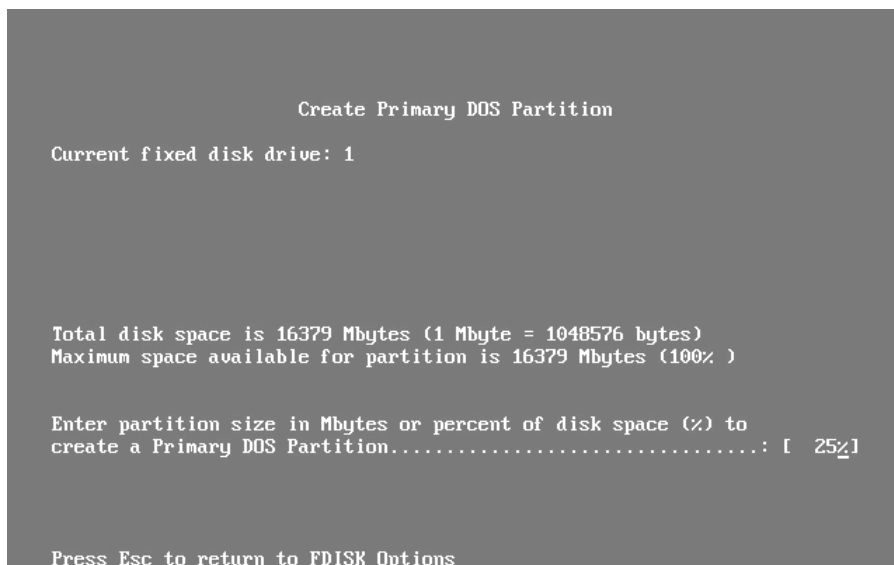 Create Primary DOS Partition
Current fixed disk drive: 1
Total disk space is 16379 Mbytes (1 Mbyte = 1048576 bytes)
Maximum space available for partition is 16379 Mbytes (100% )
Enter partition size in Mbytes or percent of disk space (%) to
create a Primary DOS Partition.................................: [  25%]
Press Esc to return to FDISK Options